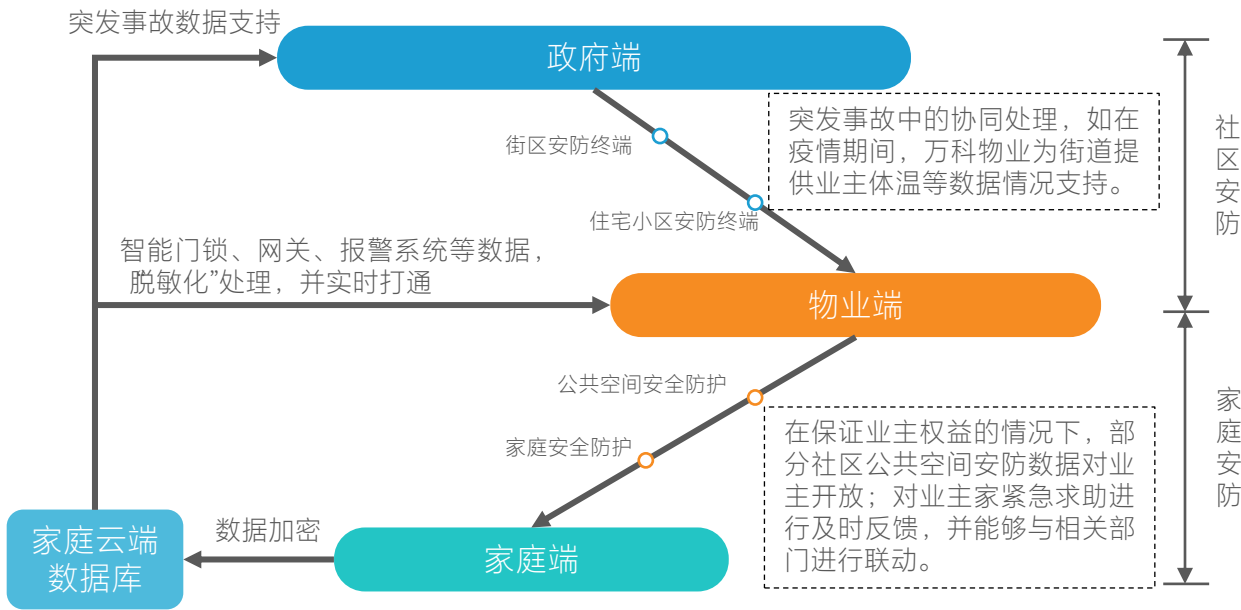 突发事故数据支持
政府端
突发事故中的协同处理，如在
疫情期间，万科物业为街道提
供业主体温等数据情况支持。
社区安防
街区安防终端
住宅小区安防终端
智能门锁、网关、报警系统等数据，
脱敏化”处理，并实时打通
物业端
公共空间安全防护
家庭安全防护
在保证业主权益的情况下，部
分社区公共空间安防数据对业
主开放；对业主家紧急求助进
行及时反馈，并能够与相关部
门进行联动。
家庭安防
数据加密
家庭云端
数据库
家庭端